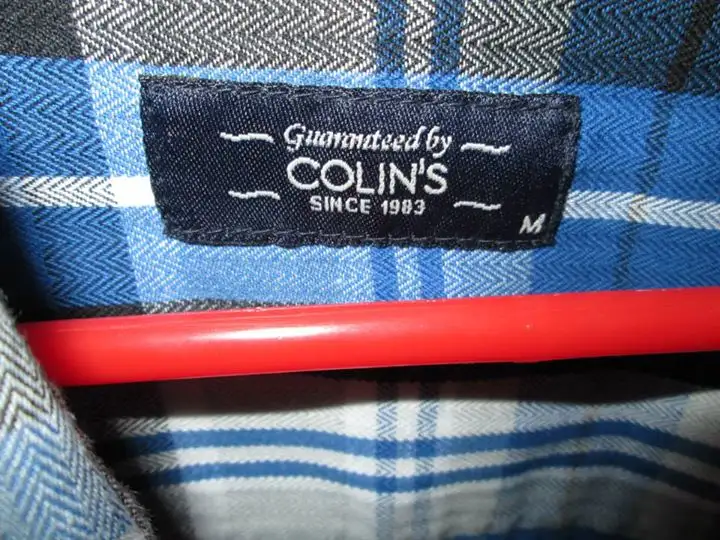 Guaranteed by
COLIN'S
SINCE 1983
M